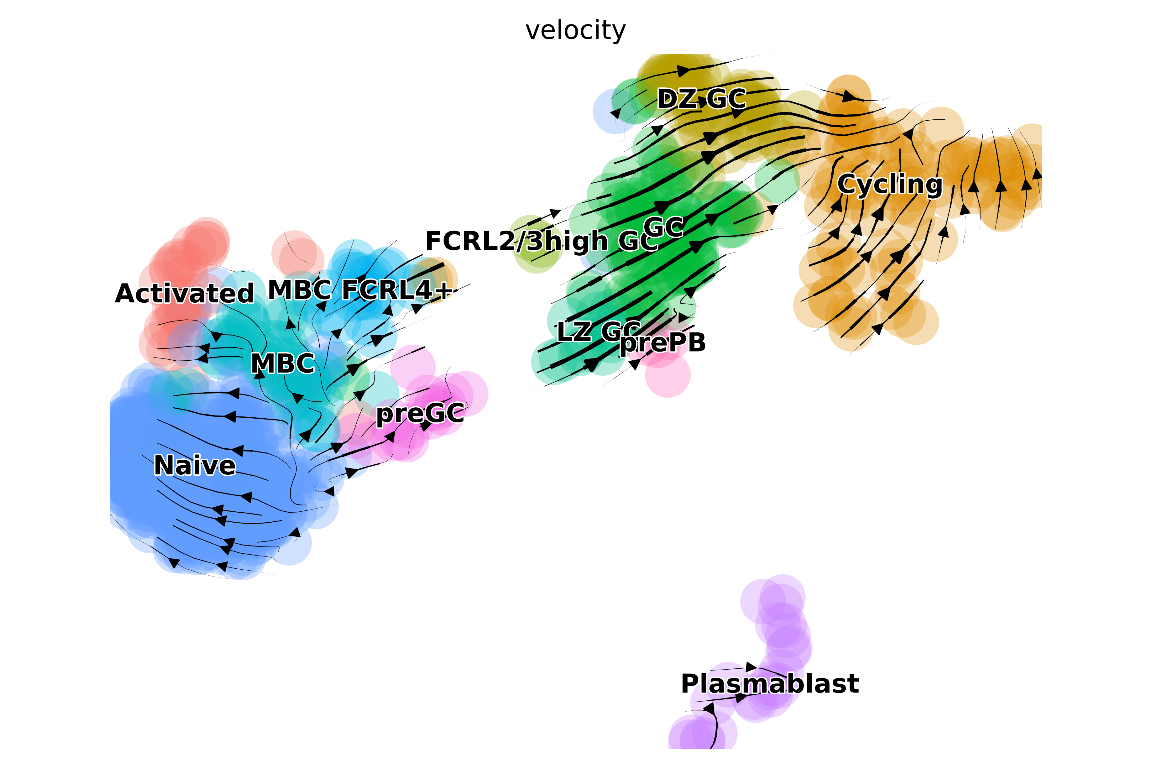 velocity
DZ GC
Cycling
GC
FCRL2/3high GC
Activated
MBC FCRL4+
LZ GC
prePB
MBC
preGC
Naive
Plasmablast